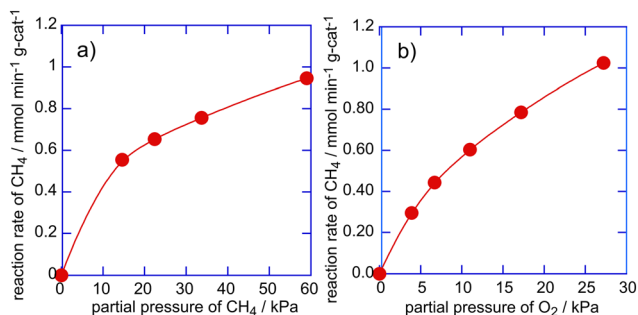 a)
reaction rate of CH4 / mmol min-1 g-cat-1
1.2
1
0.8
0.6
0.4
0.2
0
0 10 20 30 40 50 60
partial pressure of CH4 / kPa
b)
reaction rate of CH4 / mmol min-1 g-cat-1
1.2
1.0
0.80
0.60
0.40
0.20
0.0
0 5 10 15 20 25 30
partial pressure of O2 / kPa